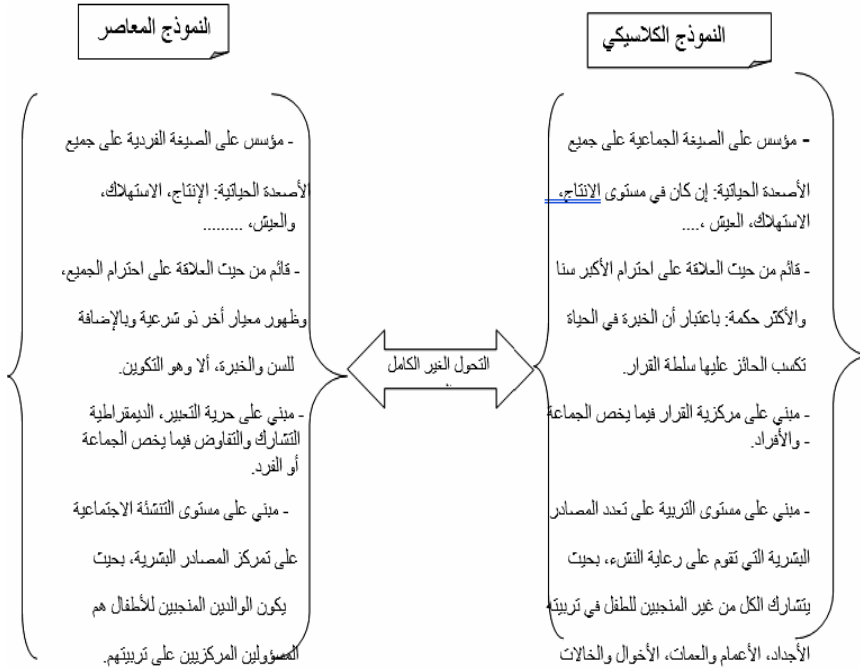 النموذج الكلاسيكي
- مؤسس على الصيغة الجماعية على جميع
الأصعدة الحياتية: إن كان في مستوى الانتاج،
الاستهلاك، العيش ،....
- قائم من حيث العلاقة على احترام الأكبر سنا
والأكثر حكمة: باعتبار أن الخبرة في الحياة
تكسب الحائز عليها سلطة القرار.
- مبني على مركزية القرار فيما يخص الجماعة
- والأفراد.
- مبني على مستوى التربية على تعدد المصادر
البشرية التي تقوم على رعاية النشء، بحيث
يتشارك الكل من غير المنجبين للطفل في تربيته
الأجداد، الأعمام والعمات، الأخوال والخالات
التحول الغير الكامل
النموذج المعاصر
- مؤسس على الصيغة الفردية على جميع
الأصعدة الحياتية: الإنتاج، الاستهلاك،
والعيش، .........
- قائم من حيث العلاقة على احترام الجميع،
وظهور معيار أخر ذو شرعية وبالإضافة
للسن والخبرة، ألا وهو التكوين.
- مبني على حرية التعبير، الديمقراطية
التشارك والتفاوض فيما يخص الجماعة
أو الفرد.
- مبني على مستوى التنشئة الاجتماعية
على تمركز المصادر البشرية، بحيث
يكون الوالدين المنجبين للأطفال هم
المسؤولين المركزيين على تربيتهم.